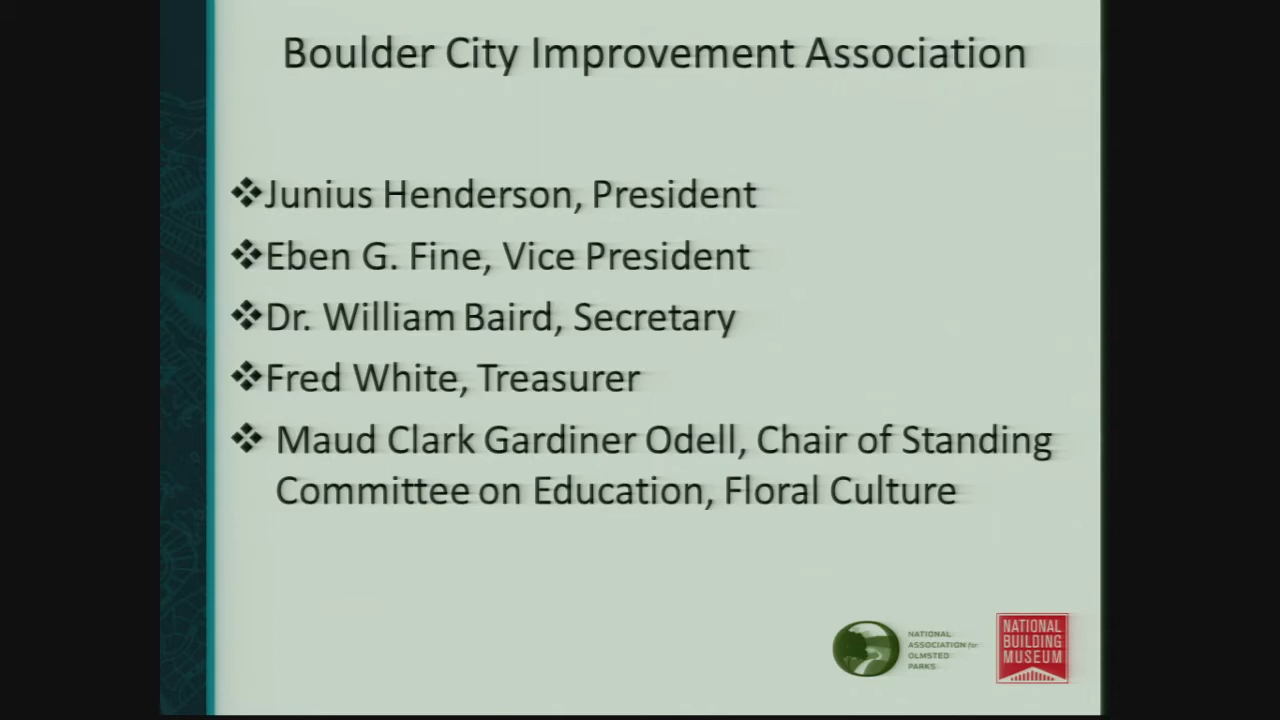 Boulder City Improvement Association
❖Junius Henderson, President
❖Eben G. Fine, Vice President
❖Dr. William Baird, Secretary
❖Fred White, Treasurer
❖ Maud Clark Gardiner Odell, Chair of Standing
Committee on Education, Floral Culture
NATIONAL
ASSOCIATION for
OLMSTED
PARKS
NATIONAL
BUILDING
MUSEUM